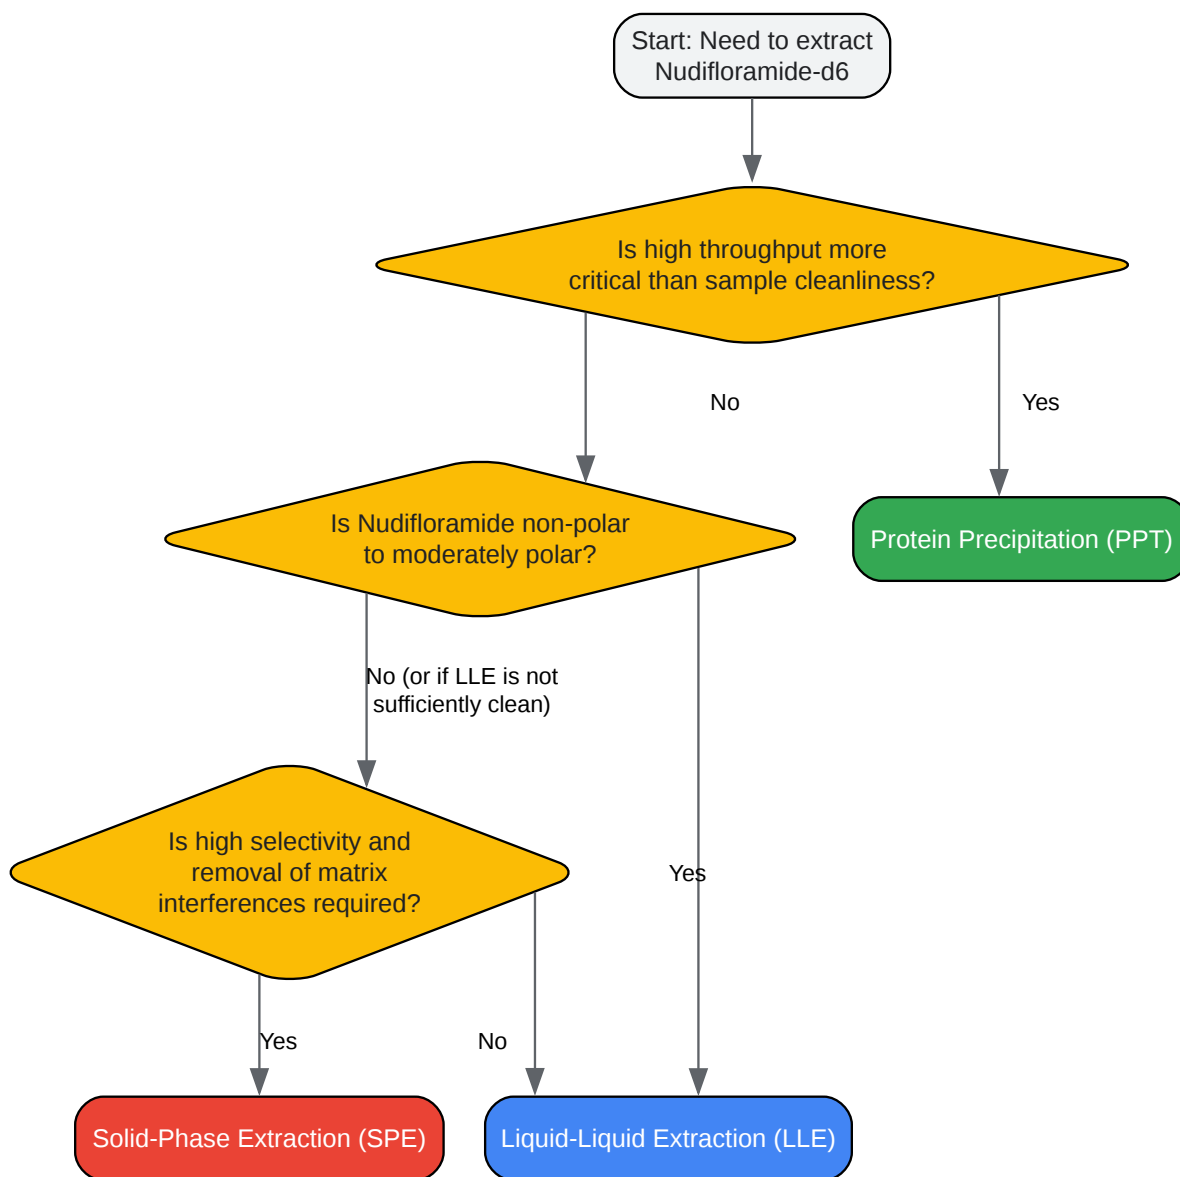 Start: Need to extract
Nudifloramide-d6
Is high throughput more
critical than sample cleanliness?
No
Yes
Is Nudifloramide non-polar
to moderately polar?
Protein Precipitation (PPT)
No (or if LLE is not
sufficiently clean)
Is high selectivity and
removal of matrix
interferences required?
Yes
Yes
No
Solid-Phase Extraction (SPE)
Liquid-Liquid Extraction (LLE)